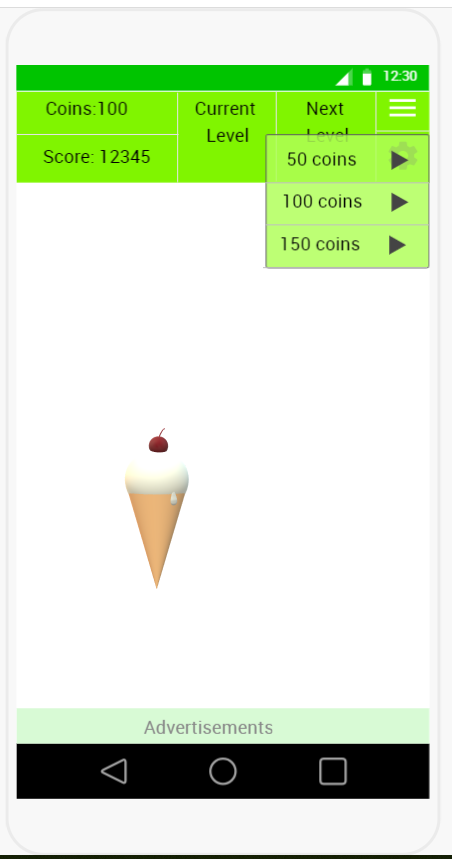 12:30
Coins:100
Current
Level
Next
Level
Score: 12345
50 coins
100 coins
150 coins
Advertisements